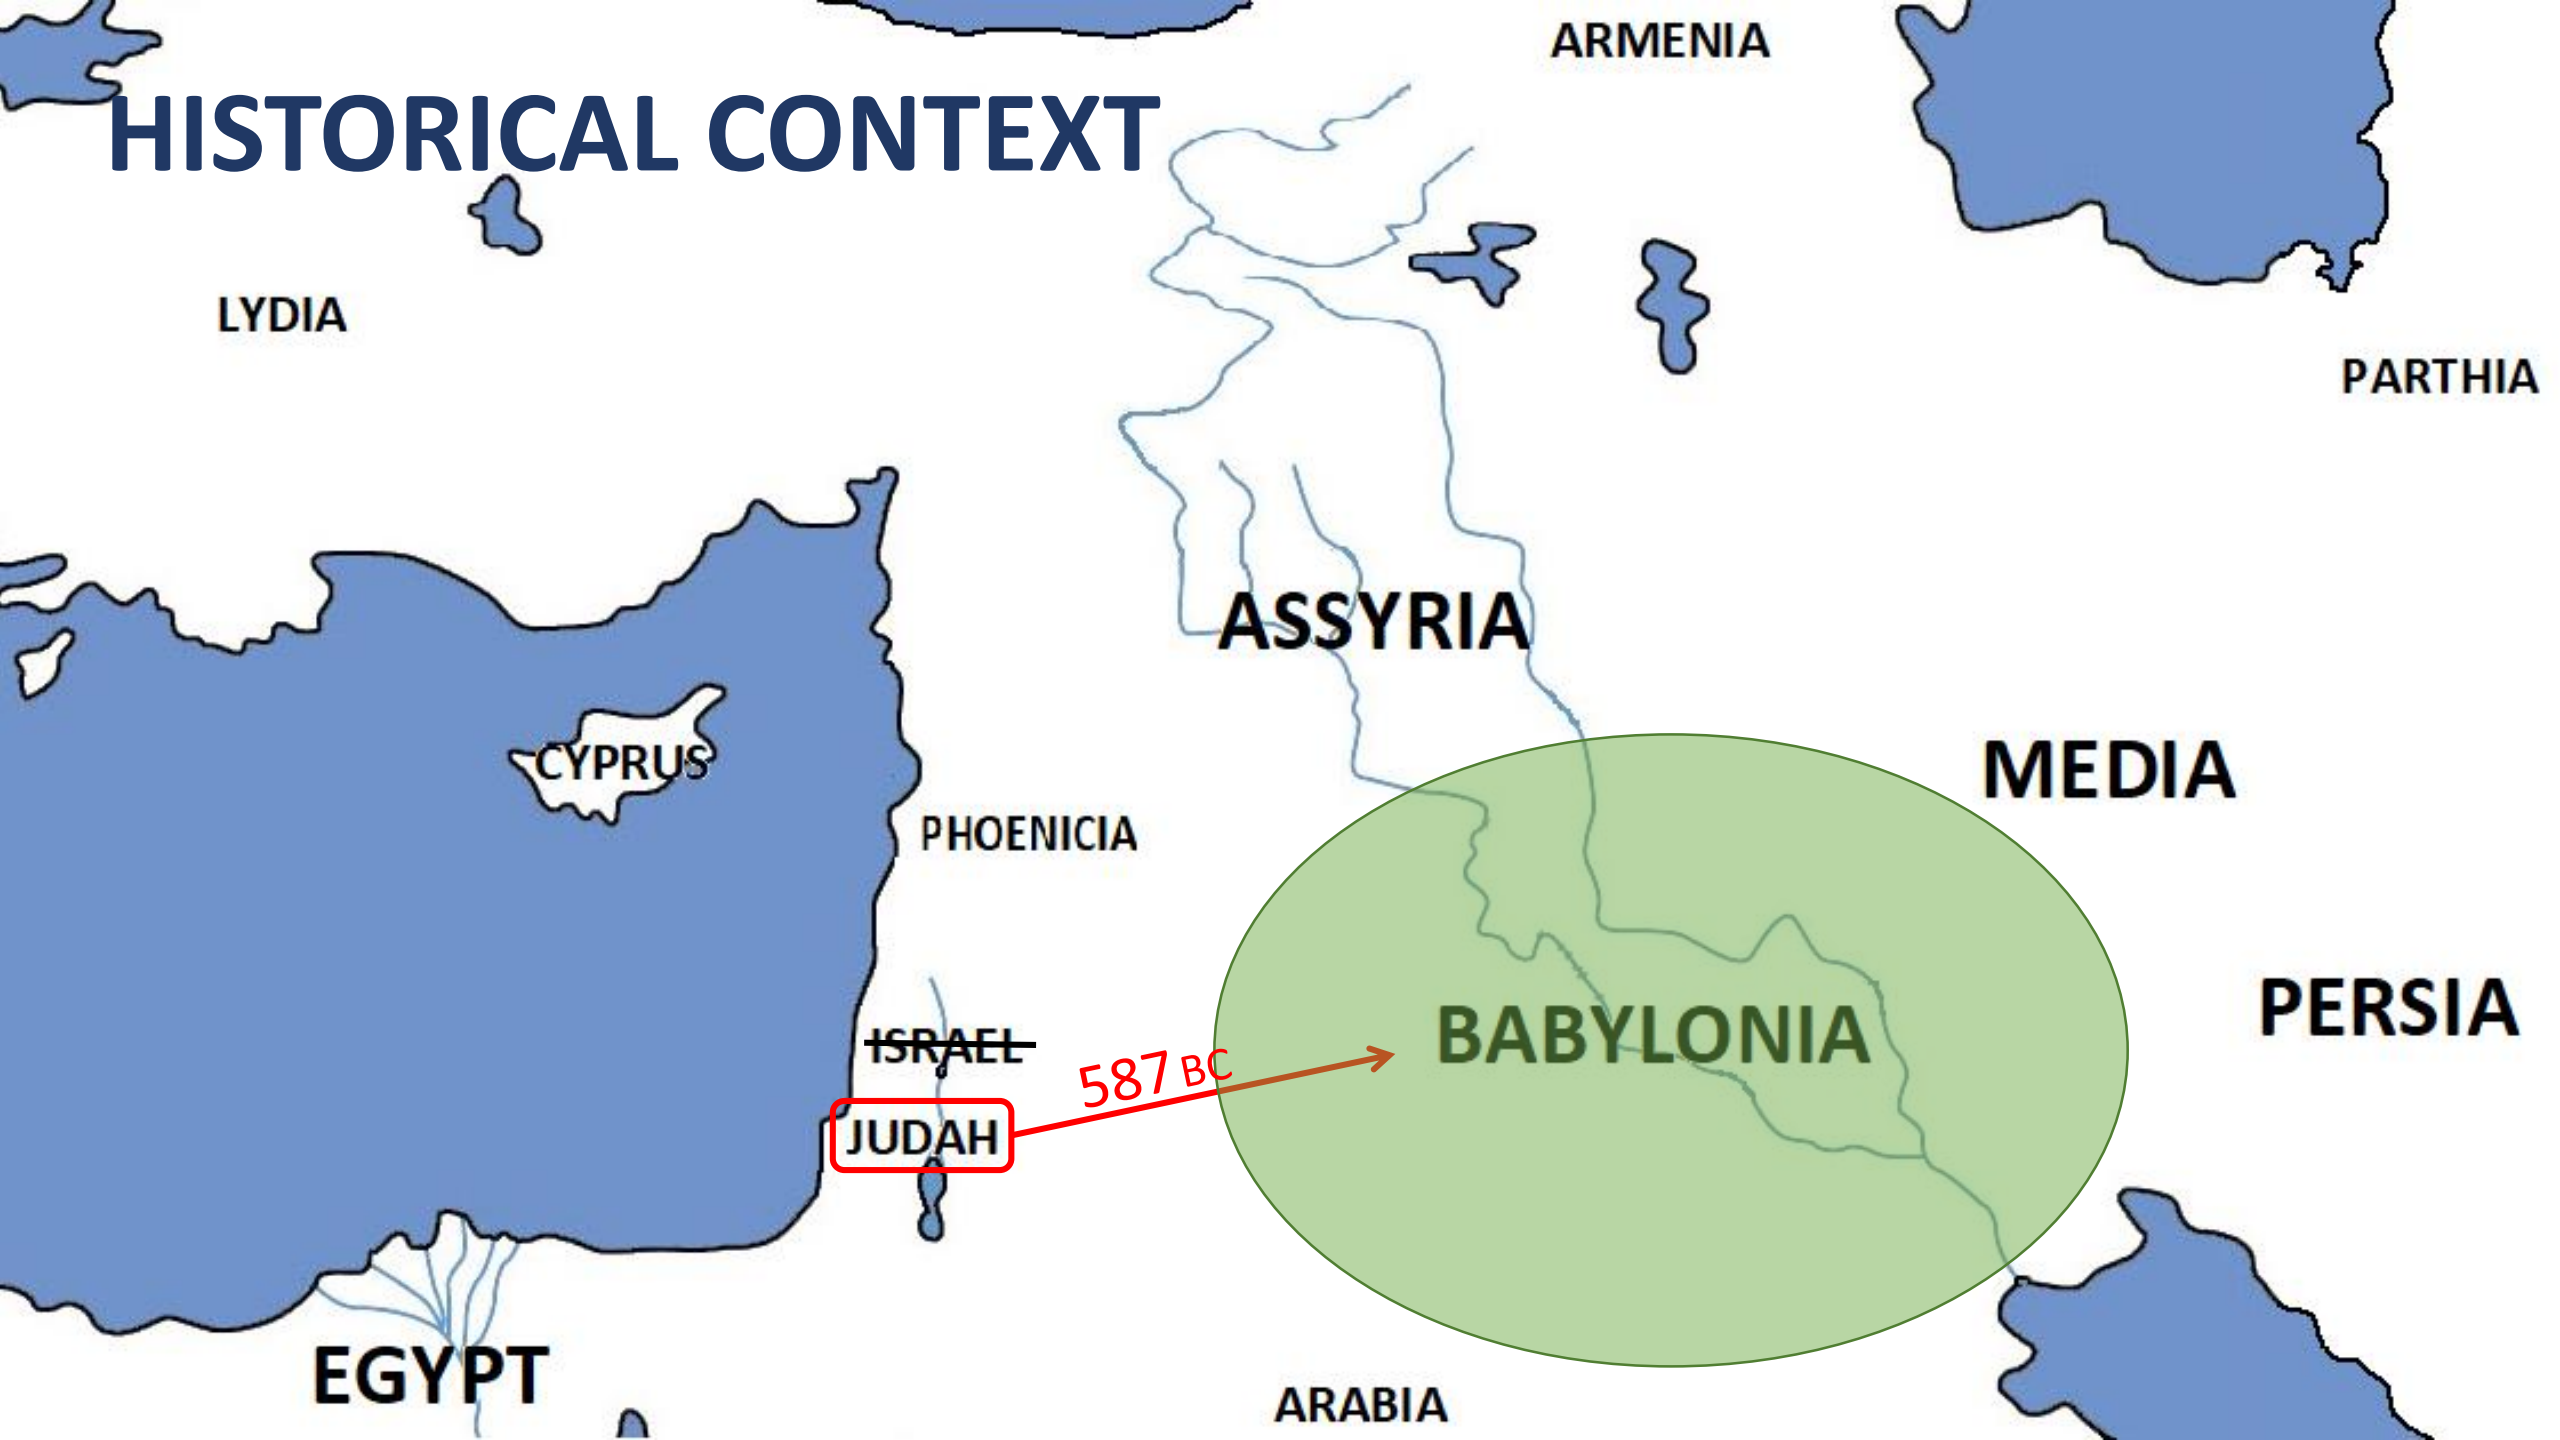 ARMENIA
HISTORICAL CONTEXT
LYDIA
PARTHIA
ASSYRIA
MEDIA
CYPRUS
PHOENICIA
PERSIA
ISRAEL
BABYLONIA
587 BC
JUDAH
EGYPT
ARABIA